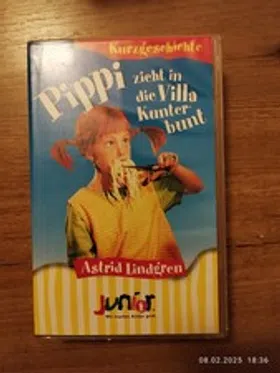 Kurzgeschichte
Pippi zieht in
die Villa
Kunter
bunt
Astrid Lindgren
junior
08.02.2025 18:36